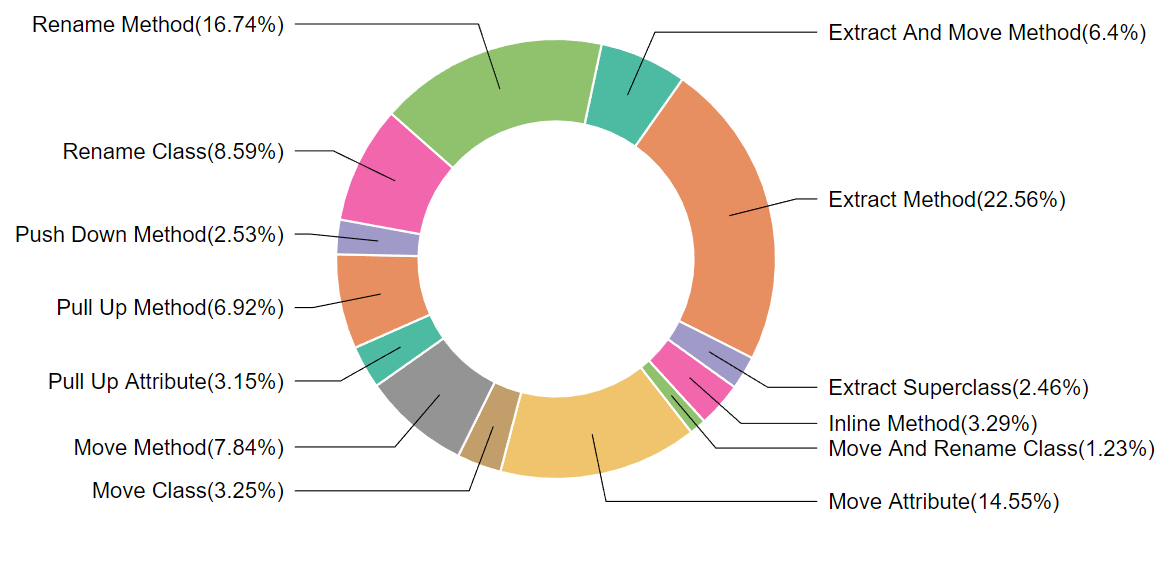 Rename Method(16.74%)
Extract And Move Method(6.4%)
Rename Class(8.59%)
Extract Method(22.56%)
Push Down Method(2.53%)
Pull Up Method(6.92%)
Pull Up Attribute(3.15%)
Extract Superclass(2.46%)
Inline Method(3.29%)
Move Method(7.84%)
Move And Rename Class(1.23%)
Move Class(3.25%)
Move Attribute(14.55%)